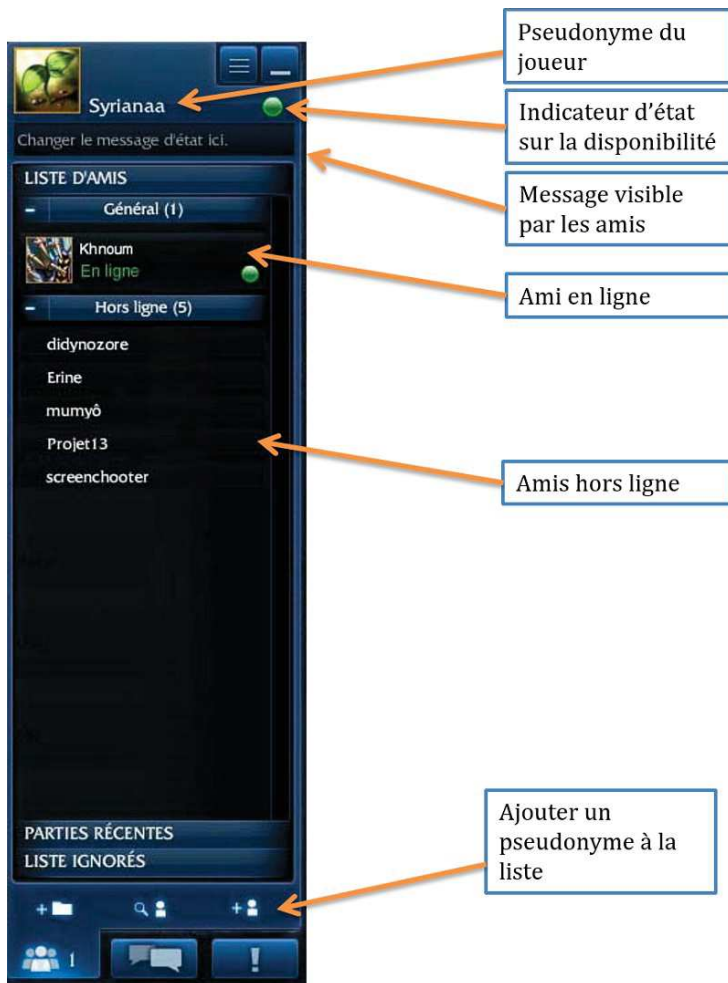 Pseudonyme du
joueur
Syrianaa
Indicateur d'état
sur la disponibilité
Changer le message d'état ici.
Message visible
par les amis
LISTE D'AMIS
- Général (1)
Khnoum
En ligne
Ami en ligne
- Hors ligne (5)
didynozore
Erine
mumyô
Projet13
screenchooter
Amis hors ligne
PARTIES RÉCENTES
LISTE IGNORÉS
Ajouter un
pseudonyme à la
liste
1